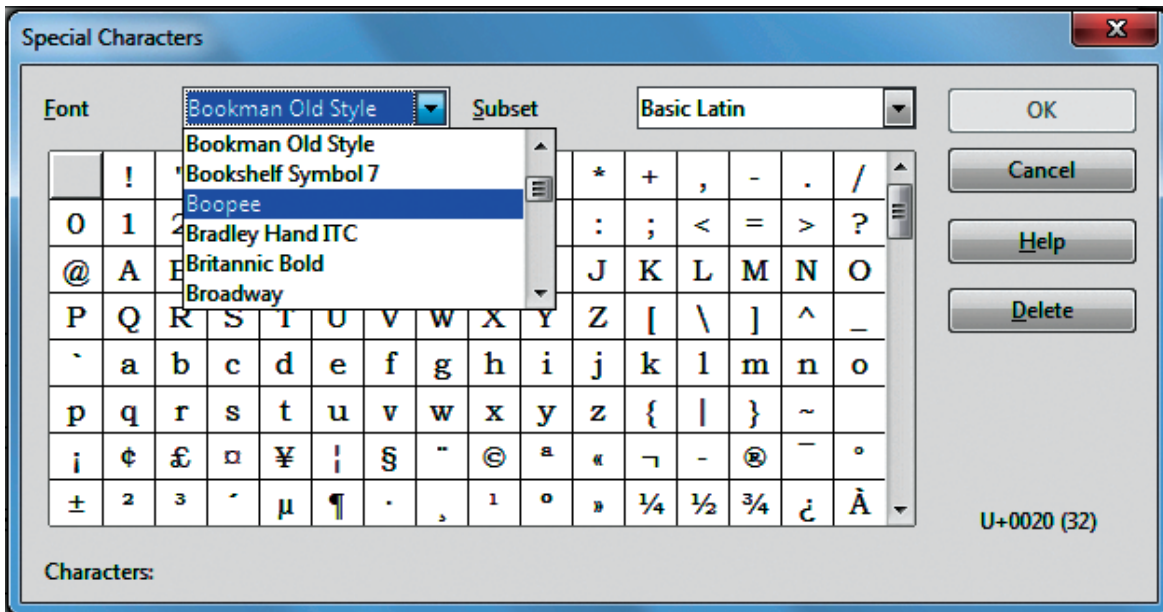 Special Characters
Font Bookman Old Style Subset Basic Latin OK
Bookman Old Style
Bookshelf Symbol 7
Boopee
Bradley Hand ITC
Britannic Bold
Broadway
! " * + , - . /
0 1 2 : ; < = > ?
@ A B J K L M N O
P Q R S T U V W X Y Z [ \ ] ^ _
` a b c d e f g h i j k l m n o
p q r s t u v w x y z { | } ~
¡ ¢ £ ¤ ¥ ¦ § ¨ © ª « ¬ - ® ¯ °
± ² ³ ´ µ ¶ · ¸ ¹ º » ¼ ½ ¾ ¿ À
Cancel
Help
Delete
U+0020 (32)
Characters: